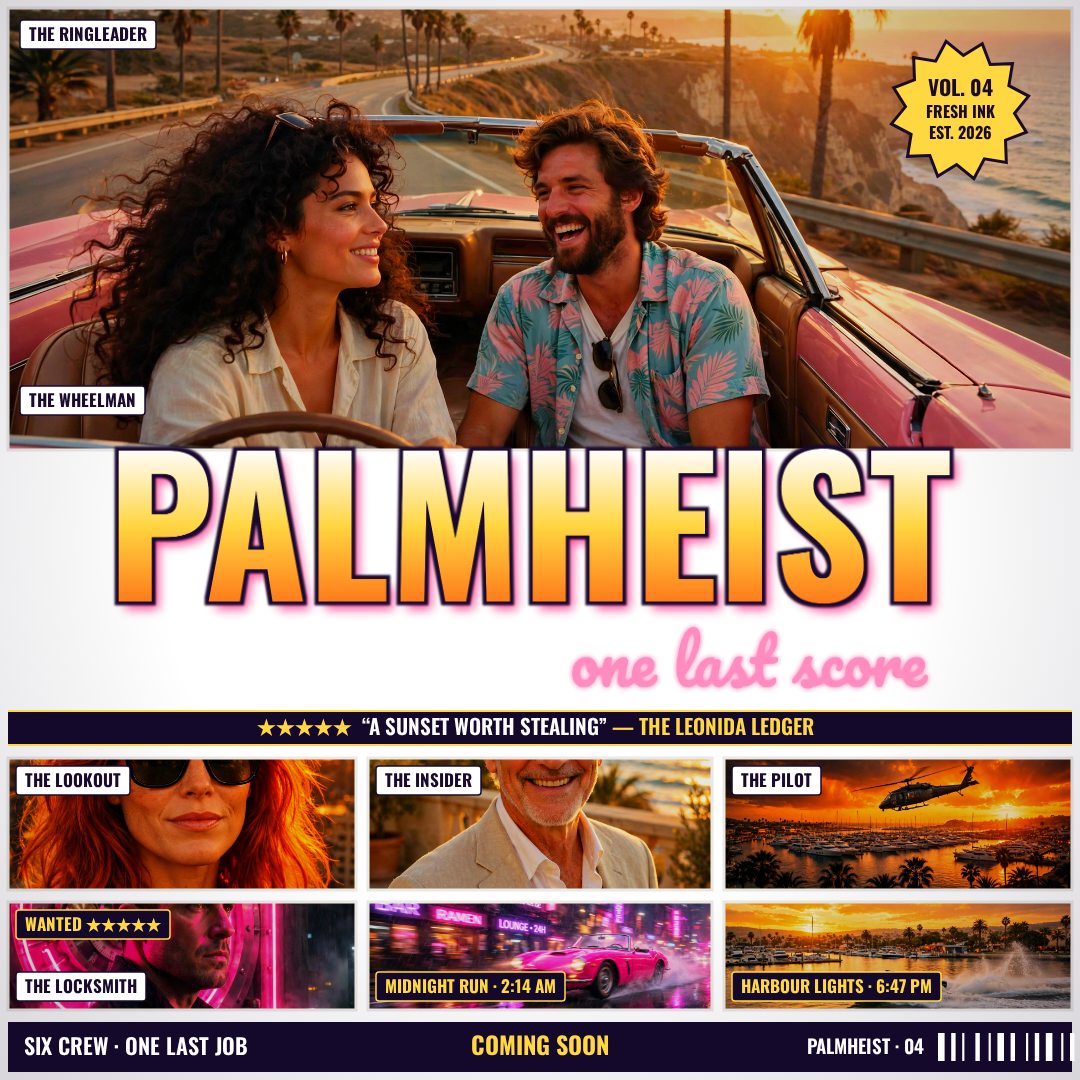 THE RINGLEADER
VOL. 04
FRESH INK
EST. 2026
THE WHEELMAN
PALMHEIST
one last score
★★★★★ “A SUNSET WORTH STEALING” — THE LEONIDA LEDGER
THE LOOKOUT
THE INSIDER
THE PILOT
WANTED ★★★★★
THE LOCKSMITH
BAR
RAMEN
LOUNGE • 24H
MIDNIGHT RUN · 2:14 AM
HARBOUR LIGHTS · 6:47 PM
SIX CREW · ONE LAST JOB
COMING SOON
PALMHEIST · 04